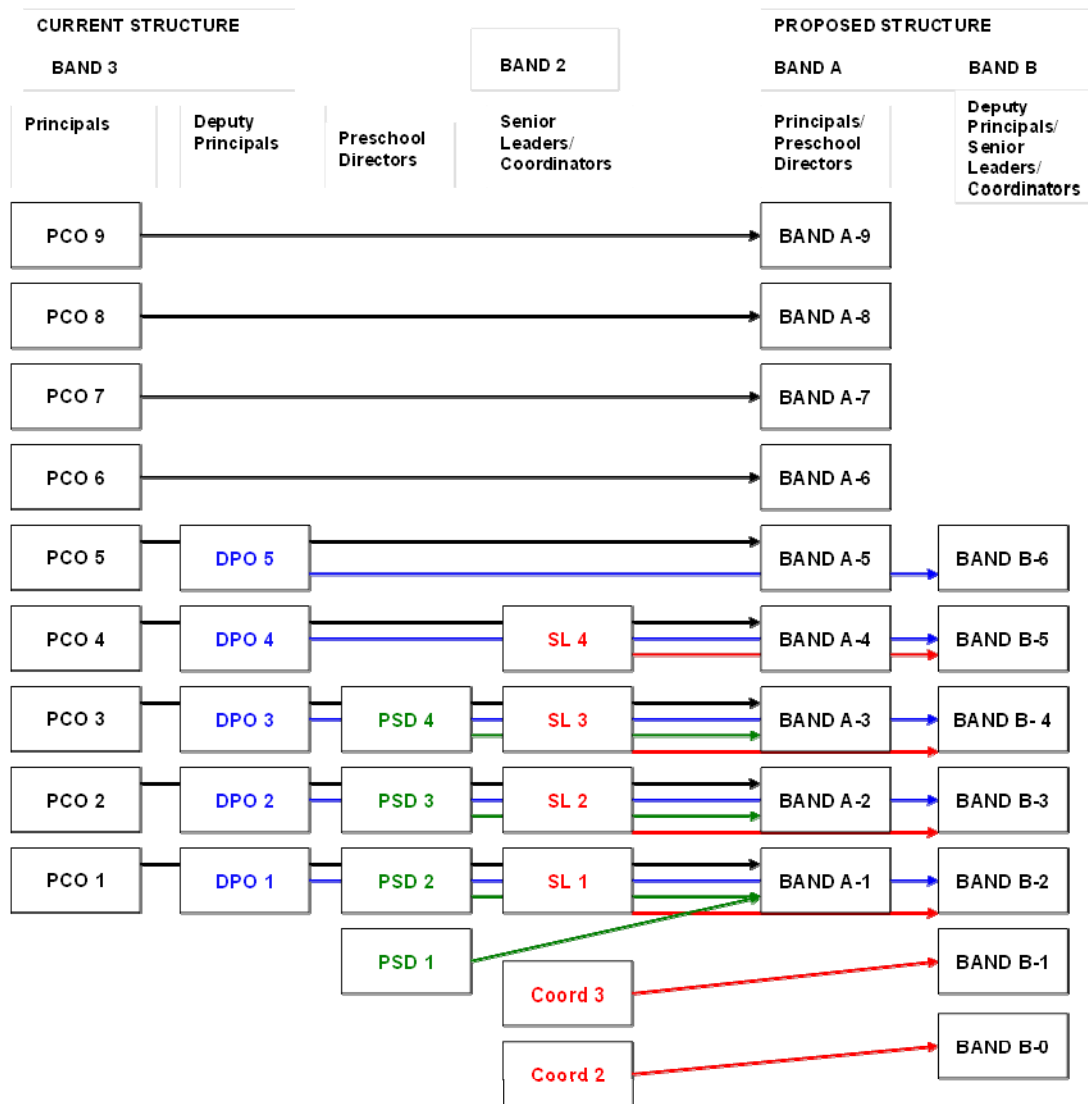 CURRENT STRUCTURE
PROPOSED STRUCTURE
BAND 3
BAND 2
BAND A
BAND B
Principals
Deputy
Principals
Preschool
Directors
Senior
Leaders/
Coordinators
Principals/
Preschool
Directors
Deputy
Principals/
Senior
Leaders/
Coordinators
PCO 9
BAND A-9
PCO 8
BAND A-8
PCO 7
BAND A-7
PCO 6
BAND A-6
PCO 5
DPO 5
BAND A-5
BAND B-6
PCO 4
DPO 4
SL 4
BAND A-4
BAND B-5
PCO 3
DPO 3
PSD 4
SL 3
BAND A-3
BAND B- 4
PCO 2
DPO 2
PSD 3
SL 2
BAND A-2
BAND B-3
PCO 1
DPO 1
PSD 2
SL 1
BAND A-1
BAND B-2
PSD 1
BAND B-1
Coord 3
BAND B-0
Coord 2